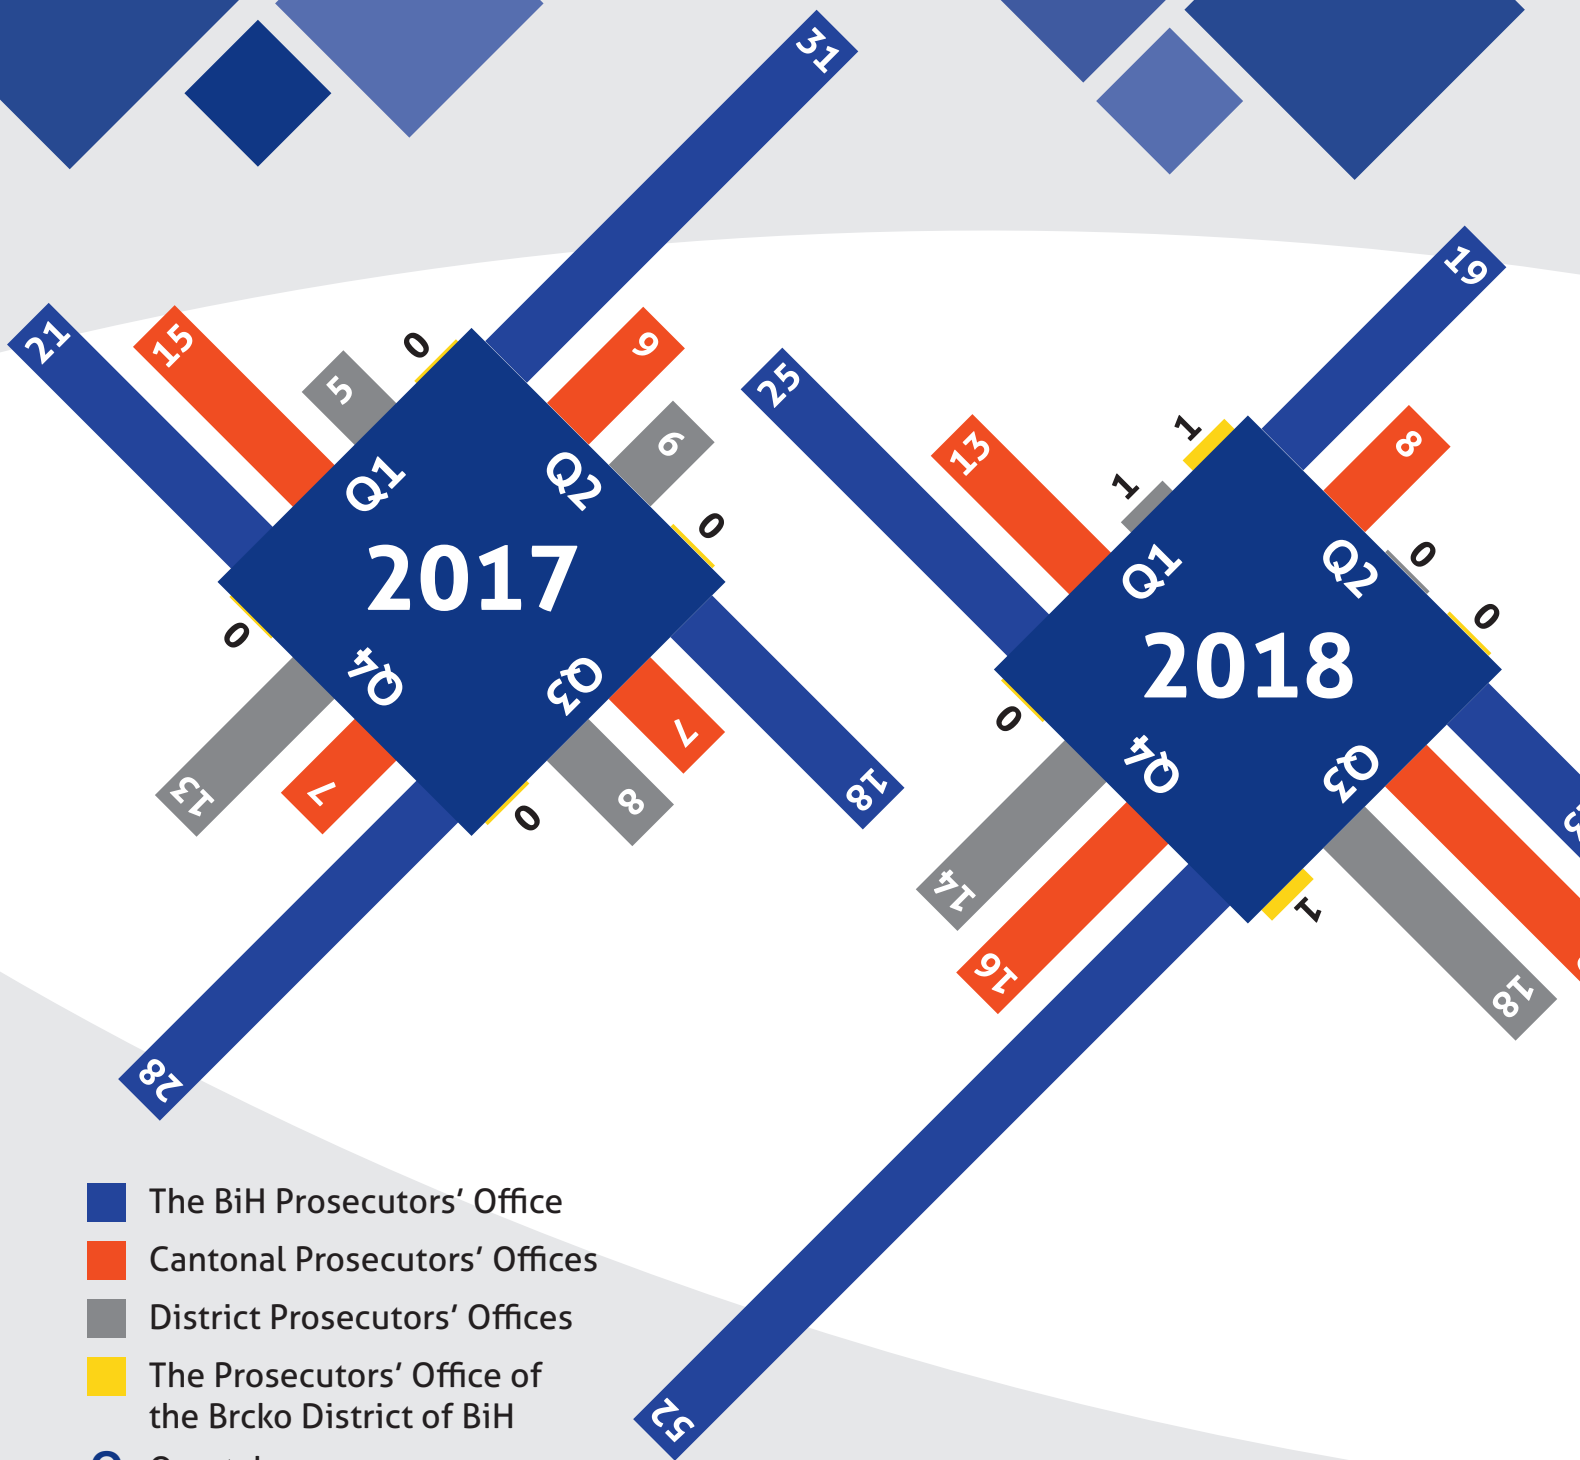 31
19
21
15
5
0
9
6
0
25
13
1
1
8
0
0
Q1
Q2
2017
Q4
Q3
Q1
Q2
2018
Q4
Q3
0
13
7
28
0
8
7
18
0
14
16
52
1
18
The BiH Prosecutors' Office
Cantonal Prosecutors' Offices
District Prosecutors' Offices
The Prosecutors' Office of
the Brcko District of BiH